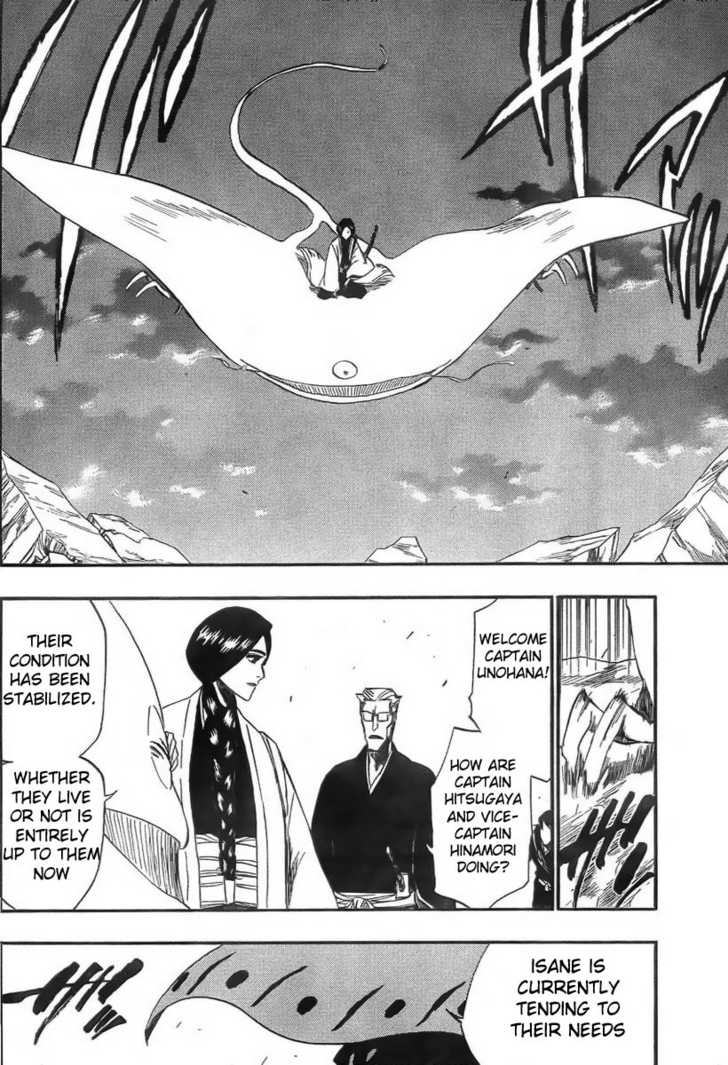 WELCOME
CAPTAIN
UNOHANA!
HOW ARE
CAPTAIN
HITSUGAYA
AND VICE-
CAPTAIN
HINAMORI
DOING?
THEIR
CONDITION
HAS BEEN
STABILIZED.
WHETHER
THEY LIVE
OR NOT IS
ENTIRELY
UP TO THEM
NOW
ISANE IS
CURRENTLY
TENDING TO
THEIR NEEDS